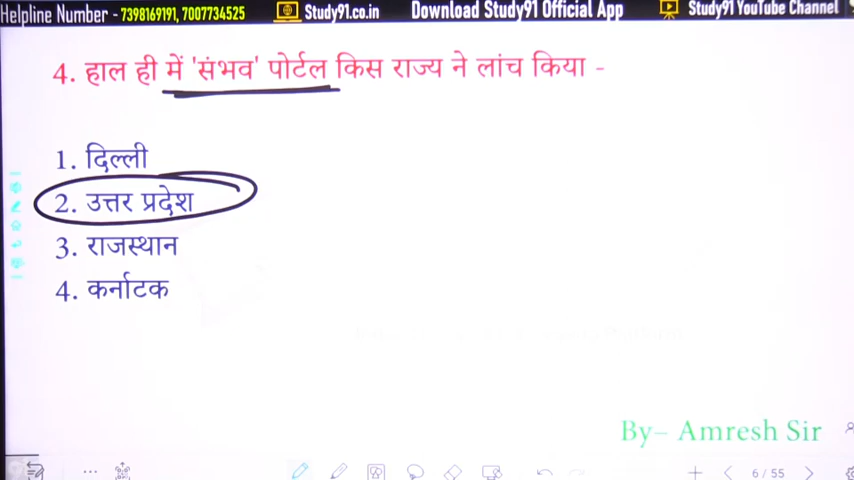 Helpline Number - 7398169191, 7007734525 Study91.co.in Download Study91 Official App Study91 YouTube Channel
4. हाल ही में 'संभव' पोर्टल किस राज्य ने लांच किया -
1. दिल्ली
2. उत्तर प्रदेश
3. राजस्थान
4. कर्नाटक
By– Amresh Sir
6 / 55